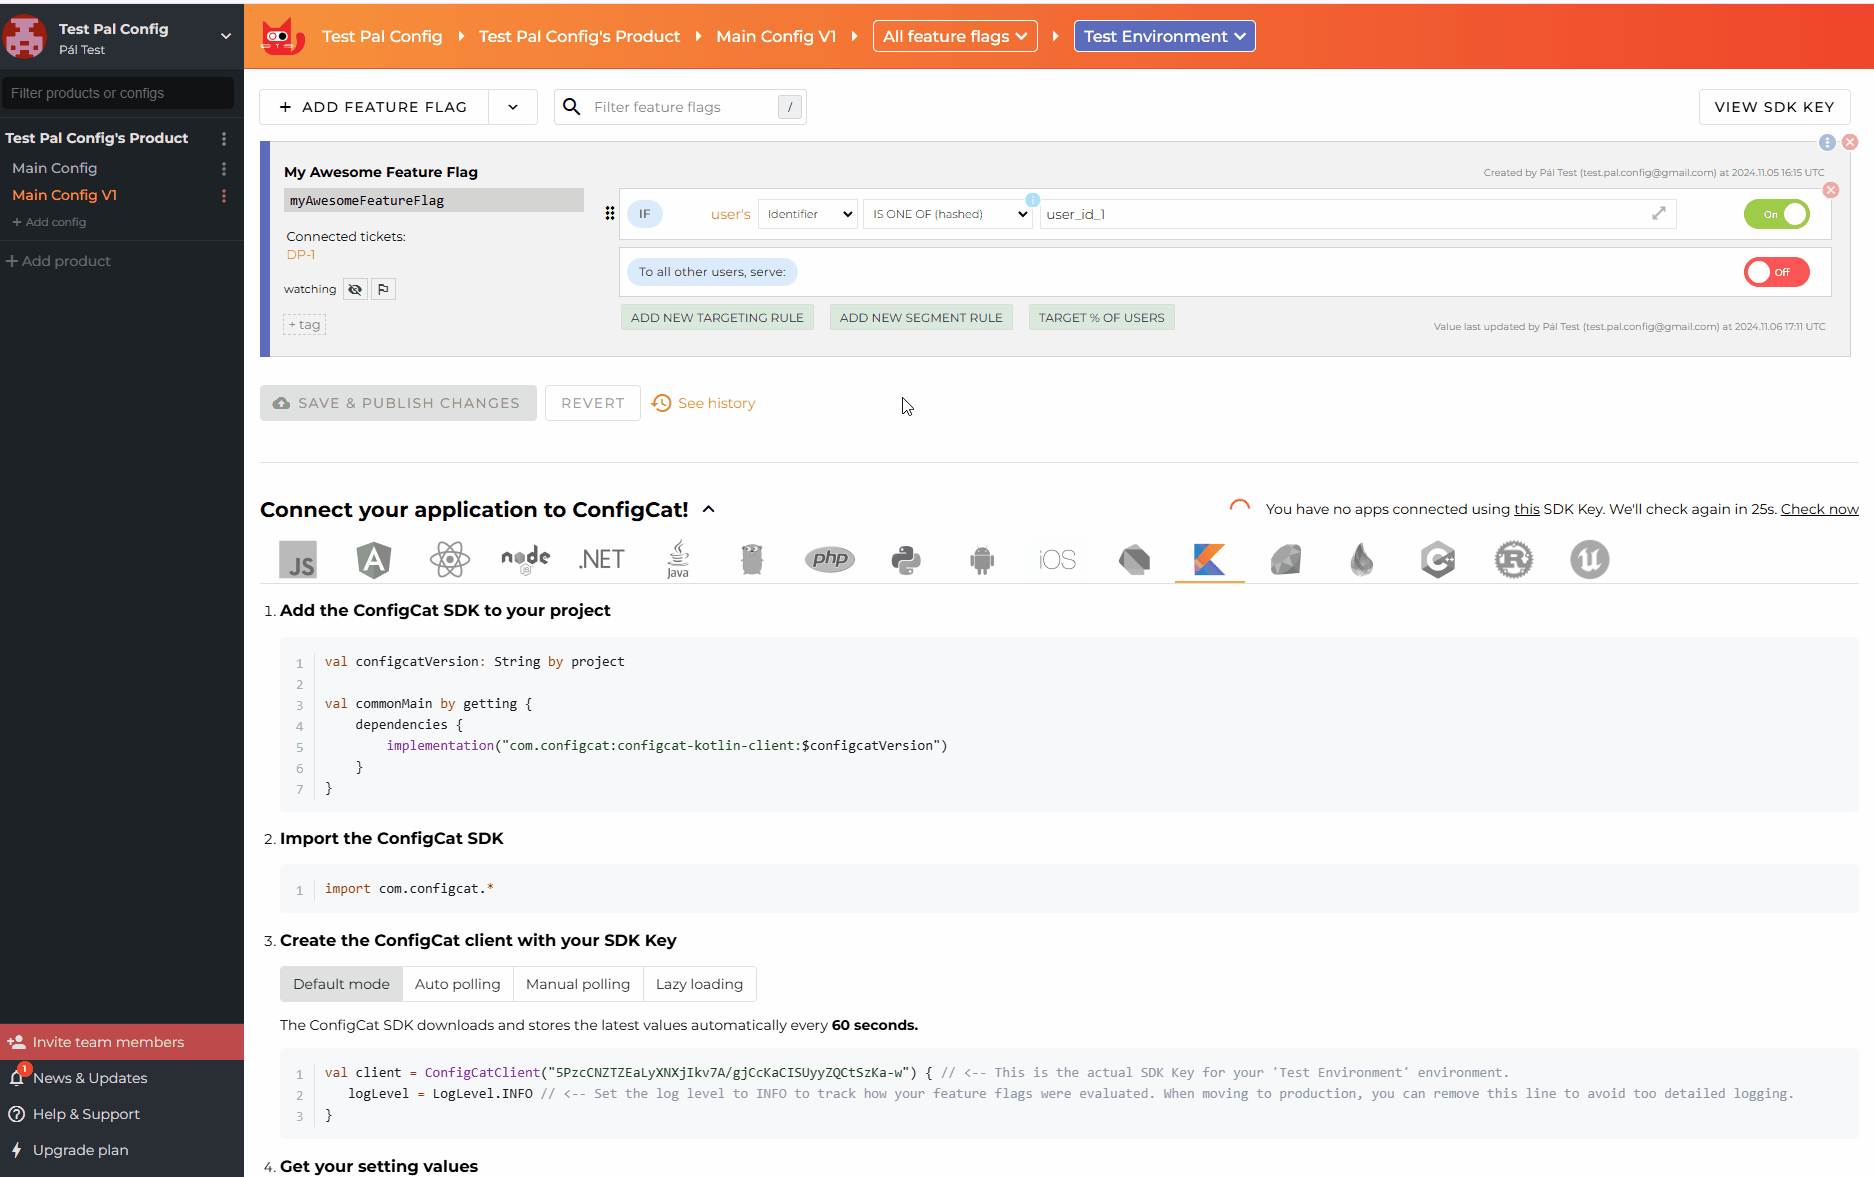 Test Pal Config
Pál Test
Filter products or configs
Test Pal Config's Product
Main Config
Main Config V1
+ Add config
+ Add product
Invite team members
1
News & Updates
Help & Support
Upgrade plan
Test Pal Config
Test Pal Config's Product
Main Config V1
All feature flags
Test Environment
+ ADD FEATURE FLAG
Filter feature flags
/
VIEW SDK KEY
My Awesome Feature Flag
Created by Pál Test (test.pal.config@gmail.com) at 2024.11.05 16:15 UTC
myAwesomeFeatureFlag
IF user's Identifier IS ONE OF (hashed) user_id_1 On
Connected tickets:
DP-1
To all other users, serve: Off
watching
+ tag
ADD NEW TARGETING RULE
ADD NEW SEGMENT RULE
TARGET % OF USERS
Value last updated by Pál Test (test.pal.config@gmail.com) at 2024.11.06 17:11 UTC
SAVE & PUBLISH CHANGES
REVERT
See history
Connect your application to ConfigCat!
You have no apps connected using this SDK Key. We'll check again in 25s. Check now
JS
node
JS
.NET
Java
php
iOS
1. Add the ConfigCat SDK to your project
1 val configcatVersion: String by project
2
3 val commonMain by getting {
4 dependencies {
5 implementation("com.configcat:configcat-kotlin-client:$configcatVersion")
6 }
7 }
2. Import the ConfigCat SDK
1 import com.configcat.*
3. Create the ConfigCat client with your SDK Key
Default mode
Auto polling
Manual polling
Lazy loading
The ConfigCat SDK downloads and stores the latest values automatically every 60 seconds.
1 val client = ConfigCatClient("5PzcCNZTZEaLyXNXjIkv7A/gjCcKaCISUyyZQCtSzKa-w") { // <-- This is the actual SDK Key for your 'Test Environment' environment.
2 logLevel = LogLevel.INFO // <-- Set the log level to INFO to track how your feature flags were evaluated. When moving to production, you can remove this line to avoid too detailed logging.
3 }
4. Get your setting values